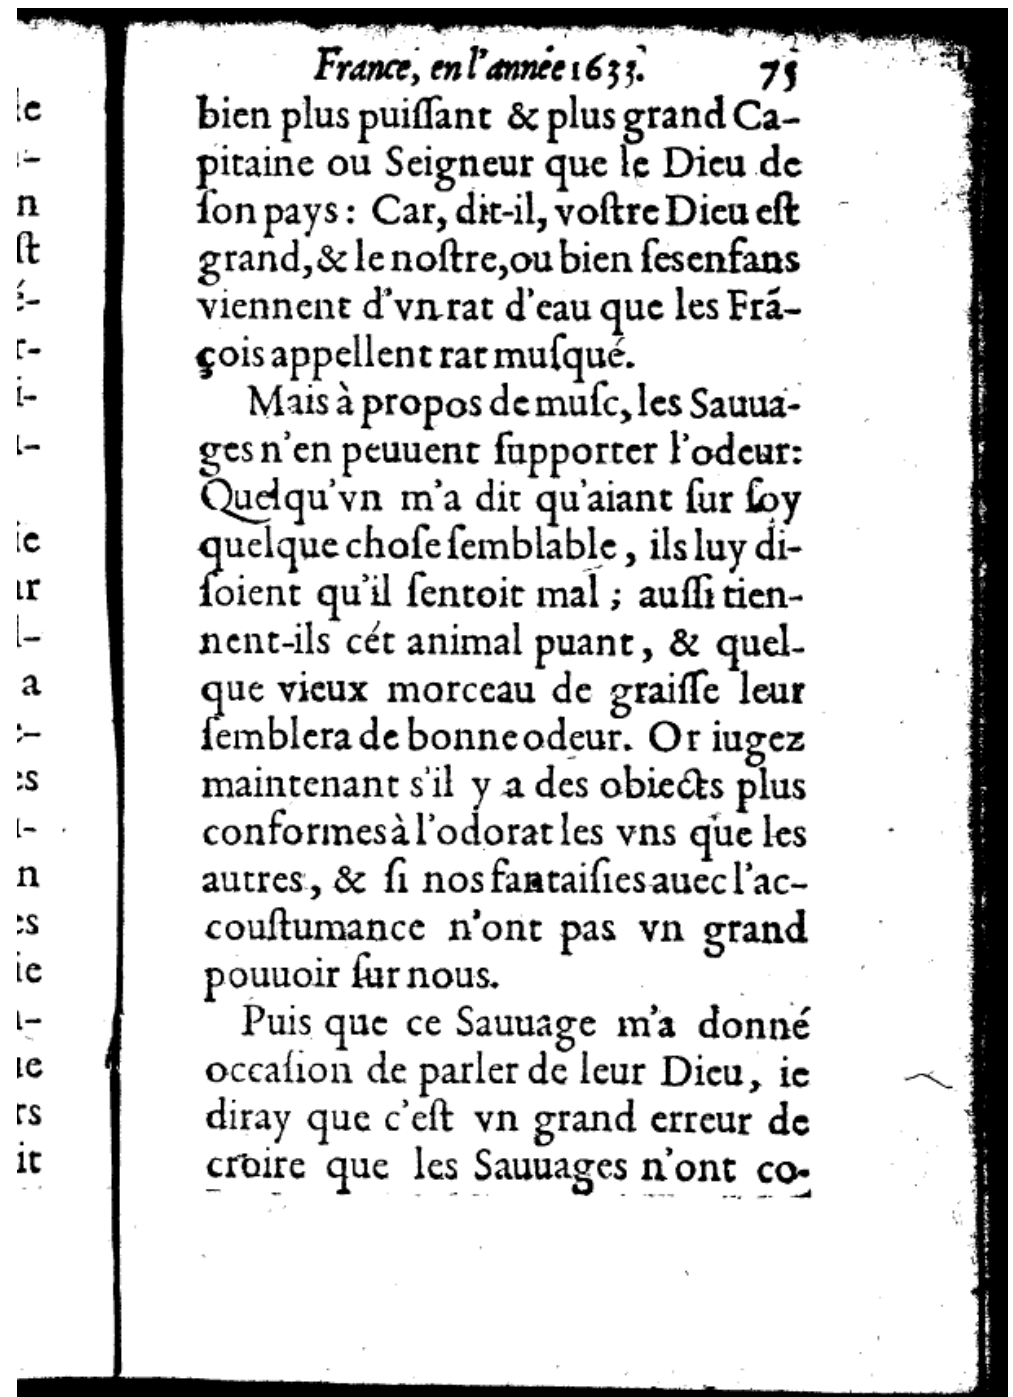 France, en l'année 1633. 75
bien plus puiſſant & plus grand Ca-
pitaine ou Seigneur que le Dieu de
ſon pays : Car, dit-il, voſtre Dieu eſt
grand, & le noſtre, ou bien ſes enfans
viennent d'vn rat d'eau que les Frã-
çois appellent rat muſqué.
Mais à propos de muſc, les Sauua-
ges n'en peuuent ſupporter l'odeur:
Quelqu'vn m'a dit qu'aiant ſur ſoy
quelque choſe ſemblable, ils luy di-
ſoient qu'il ſentoit mal ; auſſi tien-
nent-ils cét animal puant, & quel-
que vieux morceau de graiſſe leur
ſemblera de bonne odeur. Or iugez
maintenant s'il y a des obiects plus
conformes à l'odorat les vns que les
autres, & ſi nos fantaiſies auec l'ac-
couſtumance n'ont pas vn grand
pouuoir ſur nous.
Puis que ce Sauuage m'a donné
occaſion de parler de leur Dieu, ie
diray que c'eſt vn grand erreur de
croire que les Sauuages n'ont co-